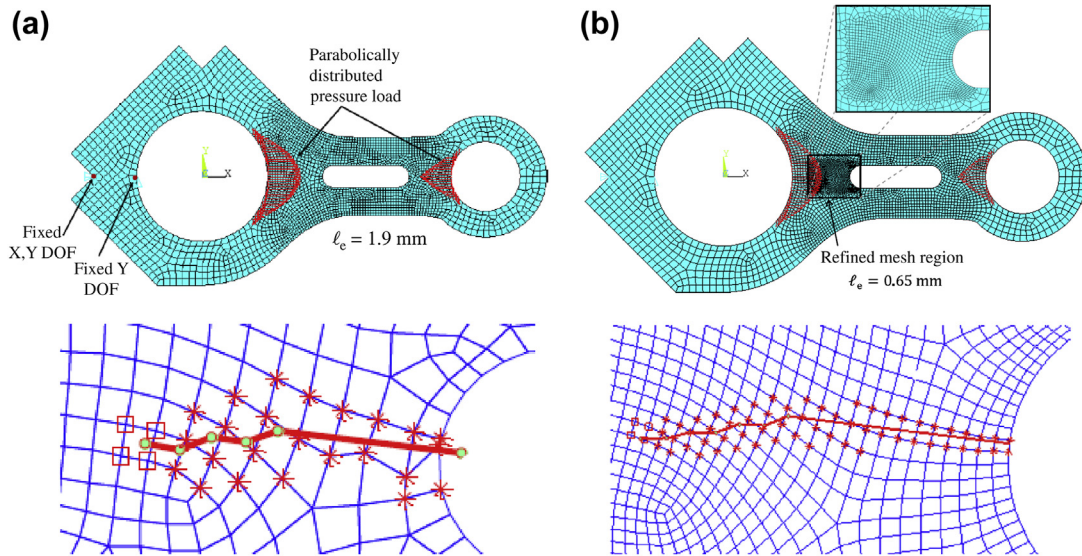 (a)
Parabolically
distributed
pressure load
Y
X
Fixed
X,Y DOF
Fixed Y
DOF
ℓe = 1.9 mm
(b)
Y
X
Refined mesh region
ℓe = 0.65 mm